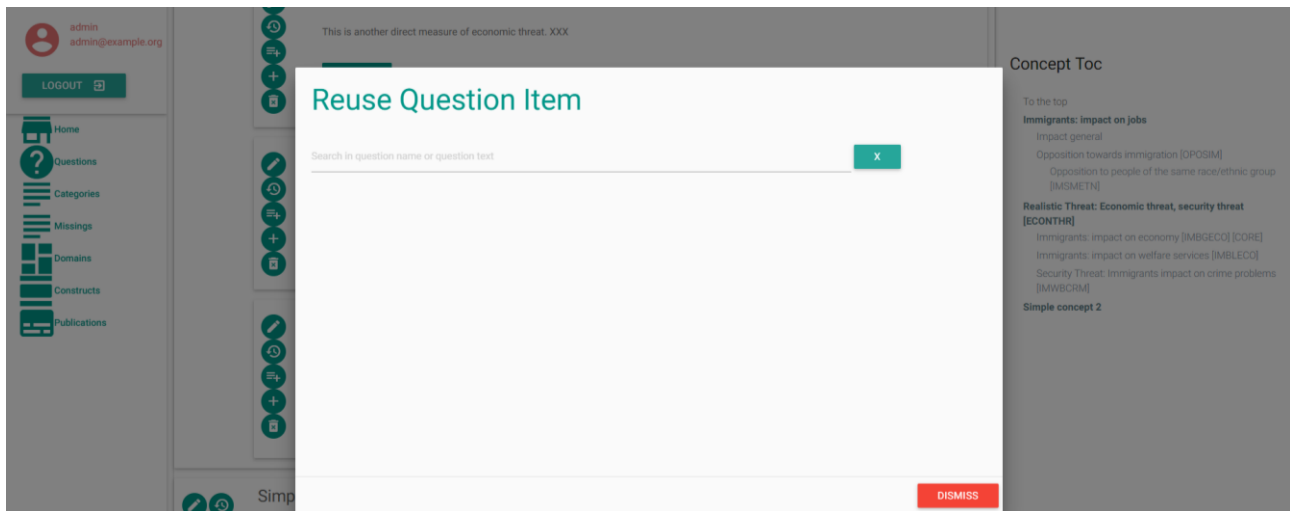 admin
admin@example.org
LOGOUT
Home
Questions
Categories
Missings
Domains
Constructs
Publications
This is another direct measure of economic threat. XXX
Reuse Question Item
Search in question name or question text
X
DISMISS
Simp
Concept Toc
To the top
Immigrants: impact on jobs
Impact general
Opposition towards immigration [OPOSIM]
Opposition to people of the same race/ethnic group
[IMSMETN]
Realistic Threat: Economic threat, security threat
[ECONTHR]
Immigrants: impact on economy [IMBGECO] [CORE]
Immigrants: impact on welfare services [IMBLECO]
Security Threat: Immigrants impact on crime problems
[IMWBCRM]
Simple concept 2